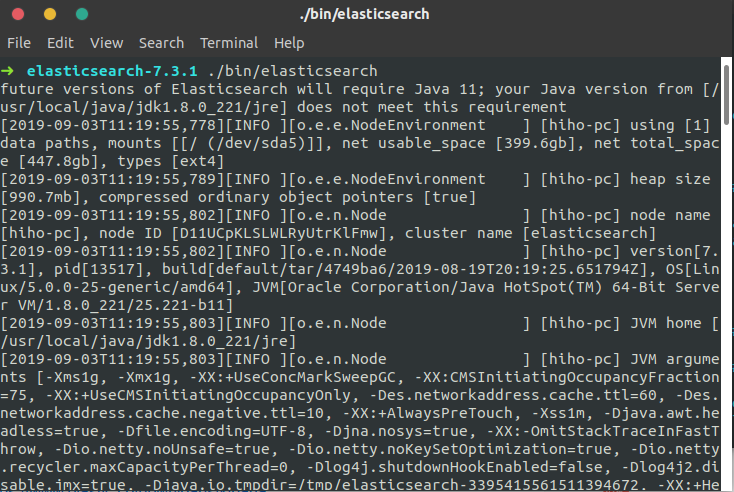 ./bin/elasticsearch
File Edit View Search Terminal Help
➜ elasticsearch-7.3.1 ./bin/elasticsearch
future versions of Elasticsearch will require Java 11; your Java version from [/
usr/local/java/jdk1.8.0_221/jre] does not meet this requirement
[2019-09-03T11:19:55,778][INFO ][o.e.e.NodeEnvironment    ] [hiho-pc] using [1]
data paths, mounts [[/ (/dev/sda5)]], net usable_space [399.6gb], net total_spac
e [447.8gb], types [ext4]
[2019-09-03T11:19:55,789][INFO ][o.e.e.NodeEnvironment    ] [hiho-pc] heap size
[990.7mb], compressed ordinary object pointers [true]
[2019-09-03T11:19:55,802][INFO ][o.e.n.Node               ] [hiho-pc] node name
[hiho-pc], node ID [D11UCpKLSLWLRyUtrKlFmw], cluster name [elasticsearch]
[2019-09-03T11:19:55,802][INFO ][o.e.n.Node               ] [hiho-pc] version[7.
3.1], pid[13517], build[default/tar/4749ba6/2019-08-19T20:19:25.651794Z], OS[Lin
ux/5.0.0-25-generic/amd64], JVM[Oracle Corporation/Java HotSpot(TM) 64-Bit Serve
r VM/1.8.0_221/25.221-b11]
[2019-09-03T11:19:55,803][INFO ][o.e.n.Node               ] [hiho-pc] JVM home [
/usr/local/java/jdk1.8.0_221/jre]
[2019-09-03T11:19:55,803][INFO ][o.e.n.Node               ] [hiho-pc] JVM argume
nts [-Xms1g, -Xmx1g, -XX:+UseConcMarkSweepGC, -XX:CMSInitiatingOccupancyFraction
=75, -XX:+UseCMSInitiatingOccupancyOnly, -Des.networkaddress.cache.ttl=60, -Des.
networkaddress.cache.negative.ttl=10, -XX:+AlwaysPreTouch, -Xss1m, -Djava.awt.he
adless=true, -Dfile.encoding=UTF-8, -Djna.nosys=true, -XX:-OmitStackTraceInFastT
hrow, -Dio.netty.noUnsafe=true, -Dio.netty.noKeySetOptimization=true, -Dio.netty
.recycler.maxCapacityPerThread=0, -Dlog4j.shutdownHookEnabled=false, -Dlog4j2.di
sable.jmx=true, -Djava.io.tmpdir=/tmp/elasticsearch-3395415561511394672, -XX:+He